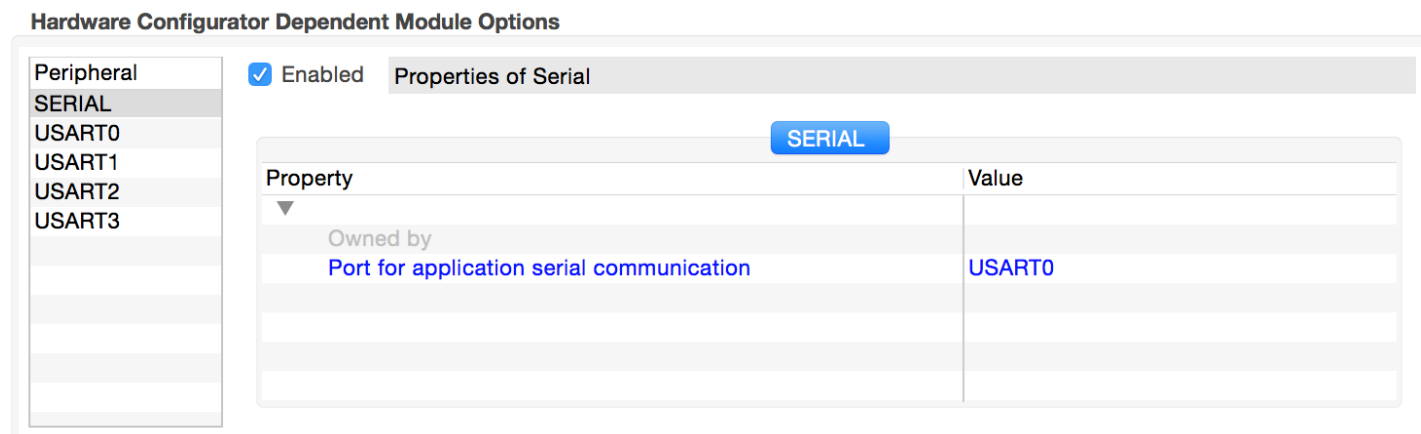 Hardware Configurator Dependent Module Options
Peripheral
SERIAL
USART0
USART1
USART2
USART3
Enabled
Properties of Serial
SERIAL
Property Value
Owned by
Port for application serial communication USART0